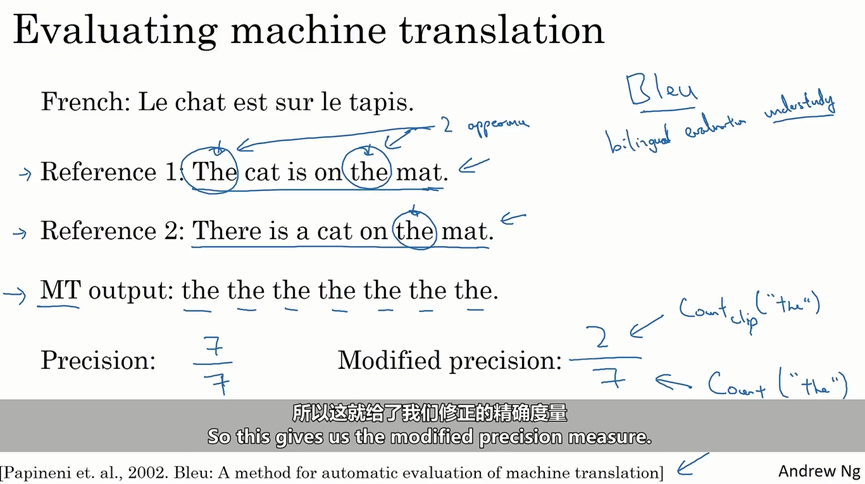 Evaluating machine translation
French: Le chat est sur le tapis.
Bleu
bilingual evaluation understudy
2 appearances
Reference 1: The cat is on the mat.
Reference 2: There is a cat on the mat.
MT output: the the the the the the the.
Count clip ("the")
Precision: 7/7 Modified precision: 2/7
Count ("the")
所以这就给了我们修正的精确度量
So this gives us the modified precision measure.
[Papineni et. al., 2002. Bleu: A method for automatic evaluation of machine translation]
Andrew Ng